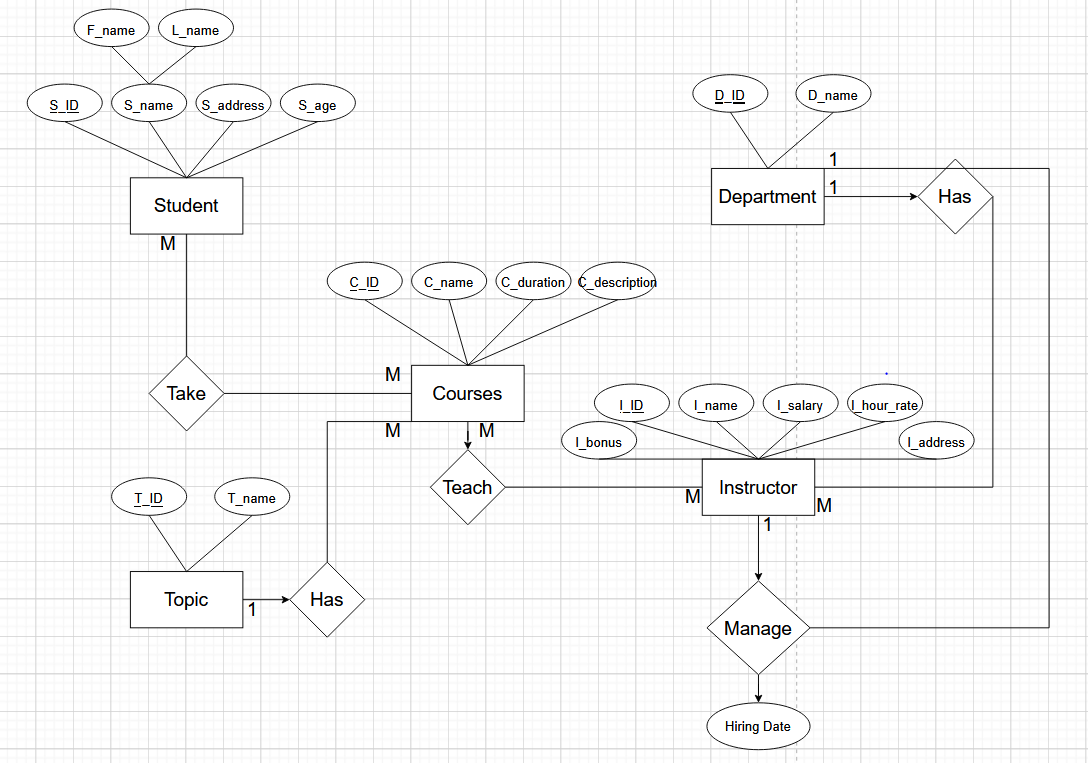 F_name
L_name
S_ID
S_name
S_address
S_age
D_ID
D_name
Student
M
Department
1
1
Has
C_ID
C_name
C_duration
C_description
Take
M
Courses
M
M
I_ID
I_name
I_salary
I_hour_rate
I_bonus
I_address
Teach
M
Instructor
M
1
T_ID
T_name
Topic
1
Has
Manage
Hiring Date